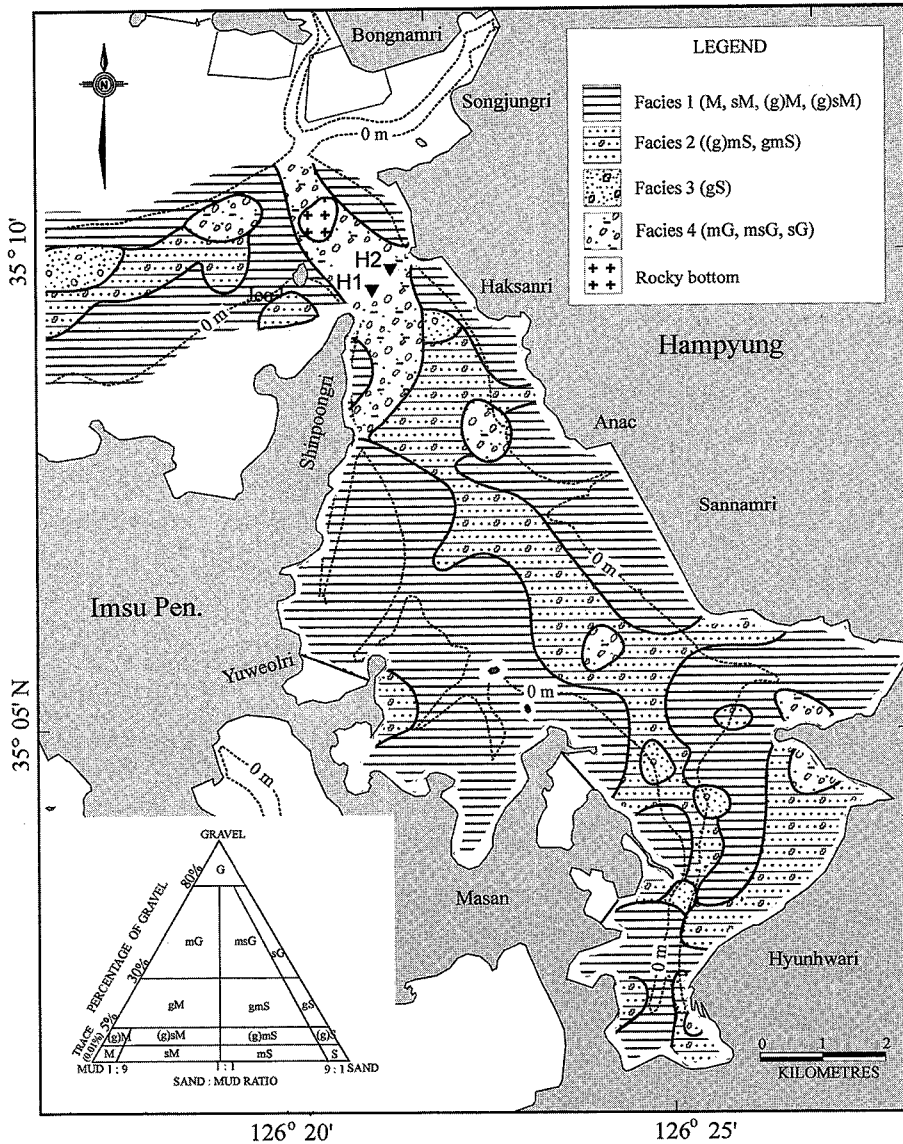 Bongnamri
LEGEND
Songjungri
0 m
Facies 1 (M, sM, (g)M, (g)sM)
Facies 2 ((g)mS, gmS)
Facies 3 (gS)
Facies 4 (mG, msG, sG)
Rocky bottom
N
35° 10'
H2
H1
Haksanri
0 m
Hampyung
Shinpoongri
Anac
Sannamri
0 m
Imsu Pen.
Yuweolri
0 m
35° 05' N
0 m
GRAVEL
80%
G
PERCENTAGE OF GRAVEL
mG
msG
sG
30%
gM
gmS
gS
5%
TRACE
(0.01%)
(g)M
(g)sM
(g)mS
(g)S
M
sM
mS
S
MUD 1 : 9
1 : 1
9 : 1 SAND
SAND : MUD RATIO
Masan
Hyunhwari
0 m
0 1 2
KILOMETRES
126° 20'
126° 25'